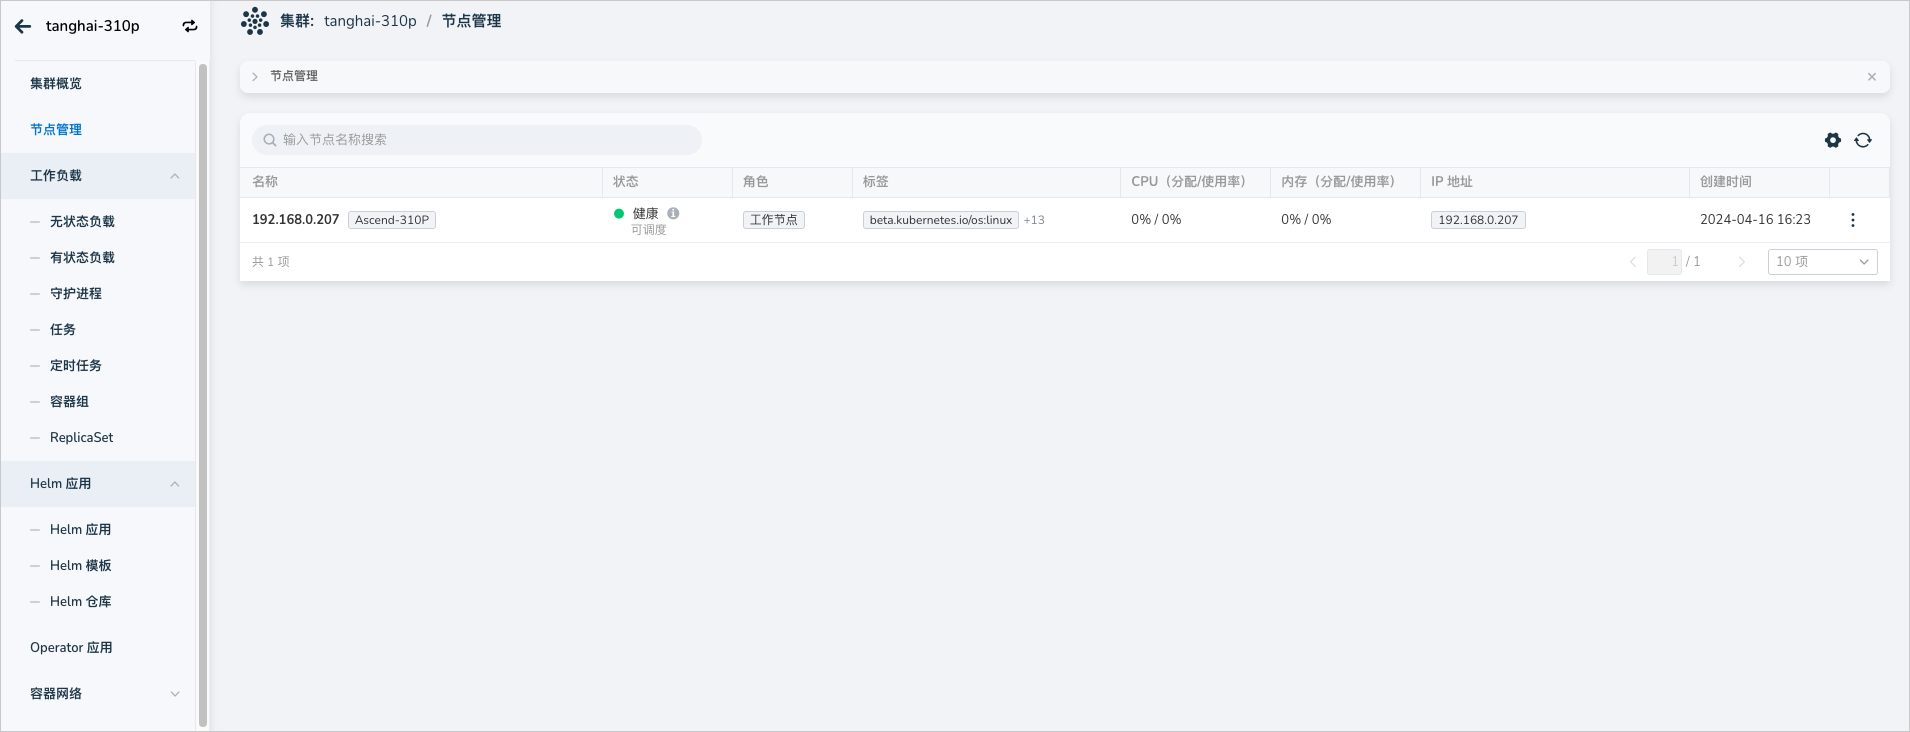 tanghai-310p
集群概览
节点管理
工作负载
无状态负载
有状态负载
守护进程
任务
定时任务
容器组
ReplicaSet
Helm 应用
Helm 应用
Helm 模板
Helm 仓库
Operator 应用
容器网络
集群: tanghai-310p / 节点管理
节点管理
输入节点名称搜索
名称 状态 角色 标签 CPU（分配/使用率） 内存（分配/使用率） IP 地址 创建时间
192.168.0.207 Ascend-310P 健康 工作节点 beta.kubernetes.io/os:linux +13 0% / 0% 0% / 0% 192.168.0.207 2024-04-16 16:23
可调度
共 1 项 1 / 1 10 项